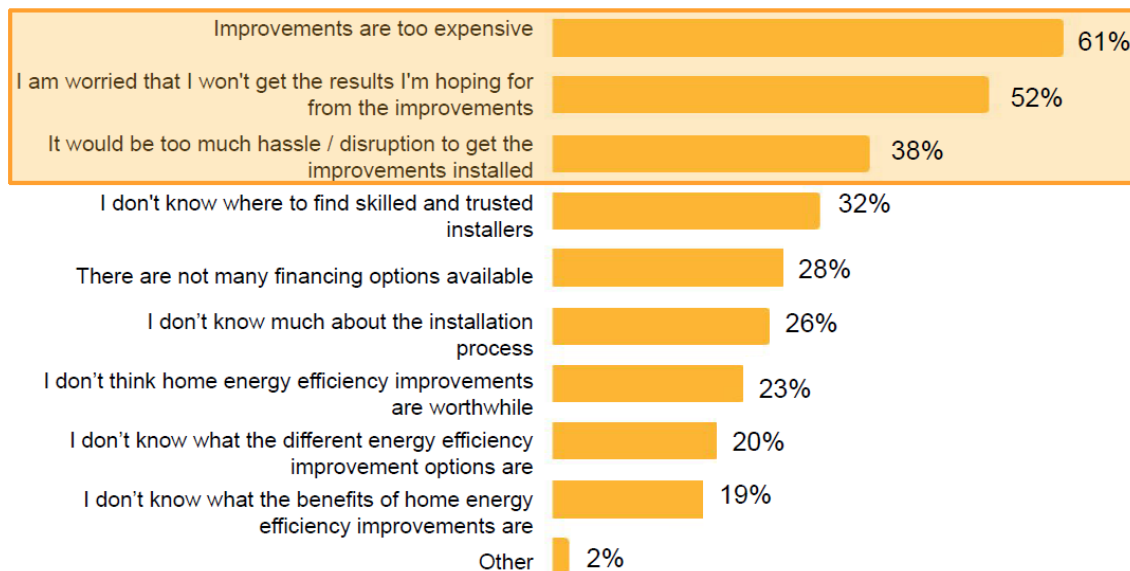 Improvements are too expensive
61%
I am worried that I won't get the results I'm hoping for
from the improvements
52%
It would be too much hassle / disruption to get the
improvements installed
38%
I don't know where to find skilled and trusted
installers
32%
There are not many financing options available
28%
I don’t know much about the installation
process
26%
I don’t think home energy efficiency improvements
are worthwhile
23%
I don’t know what the different energy efficiency
improvement options are
20%
I don’t know what the benefits of home energy
efficiency improvements are
19%
Other
2%